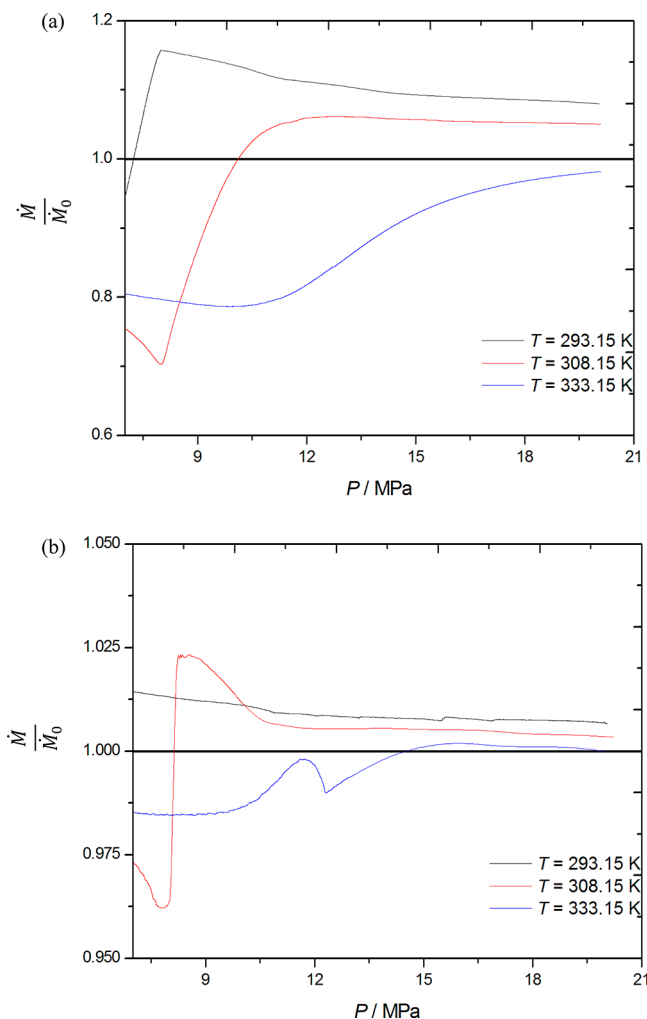 (a)
1.2
1.0
0.8
0.6
Ṁ
Ṁ₀
T = 293.15 K
T = 308.15 K
T = 333.15 K
9 12 15 18 21
P / MPa
(b)
1.050
1.025
1.000
0.975
0.950
Ṁ
Ṁ₀
T = 293.15 K
T = 308.15 K
T = 333.15 K
9 12 15 18 21
P / MPa